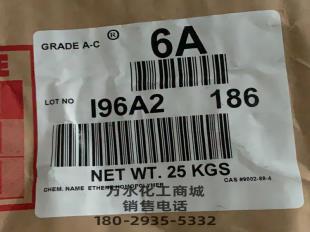 GRADE A-C ® 6A
LOT NO I96A2 186
NET WT. 25 KGS
CHEM. NAME ETHENE HOMOPOLYMER CAS #9002-88-4
万水化工商城
销售电话
180-2935-5332